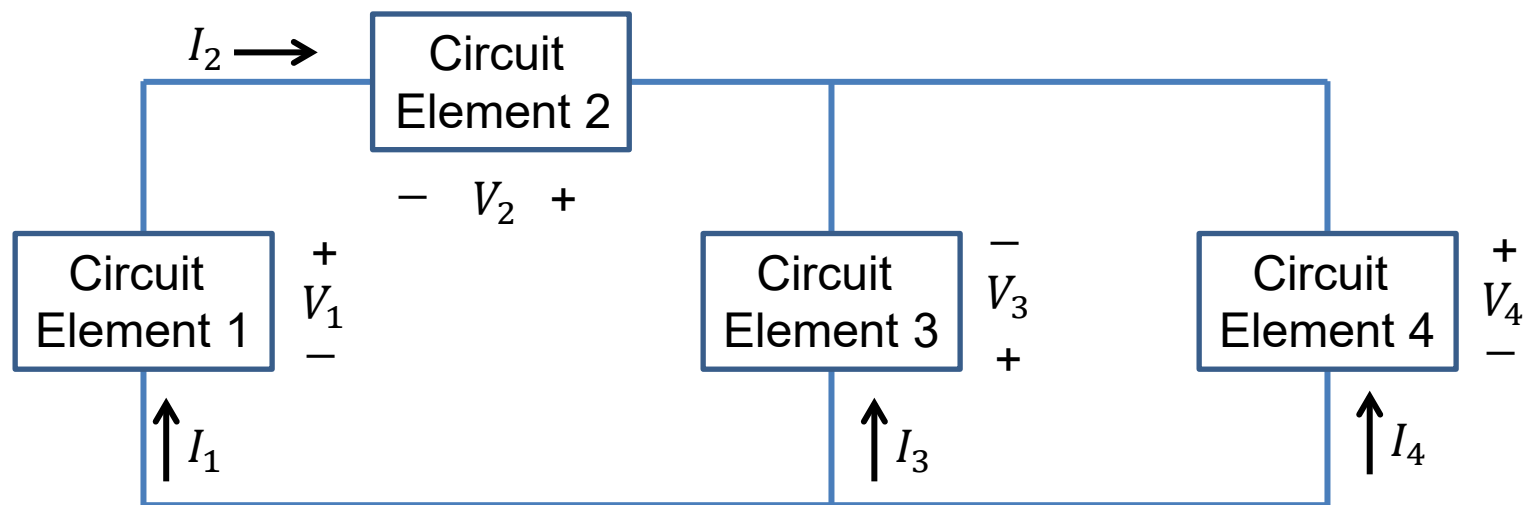 I₂
Circuit
Element 2
− V₂ +
Circuit
Element 1
+
V₁
−
Circuit
Element 3
−
V₃
+
Circuit
Element 4
+
V₄
−
I₁
I₃
I₄